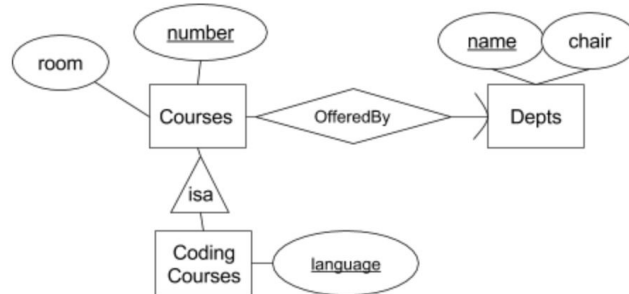 number
room
name
chair
Courses
OfferedBy
Depts
isa
Coding
Courses
language